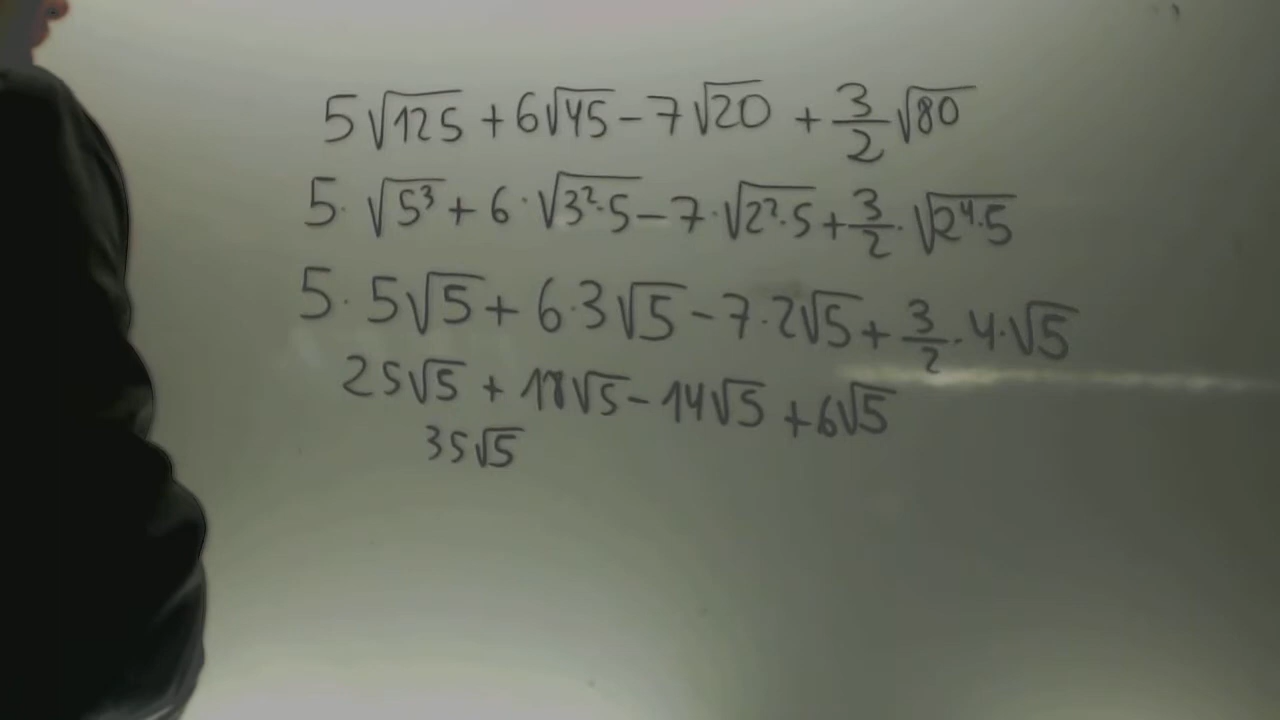 5√125 + 6√45 − 7√20 + 3/2 √80
5· √5³ + 6·√3²·5 − 7·√2²·5 + 3/2·√2⁴·5
5· 5√5 + 6·3√5 − 7·2√5 + 3/2·4·√5
25√5 + 18√5 − 14√5 + 6√5
35√5